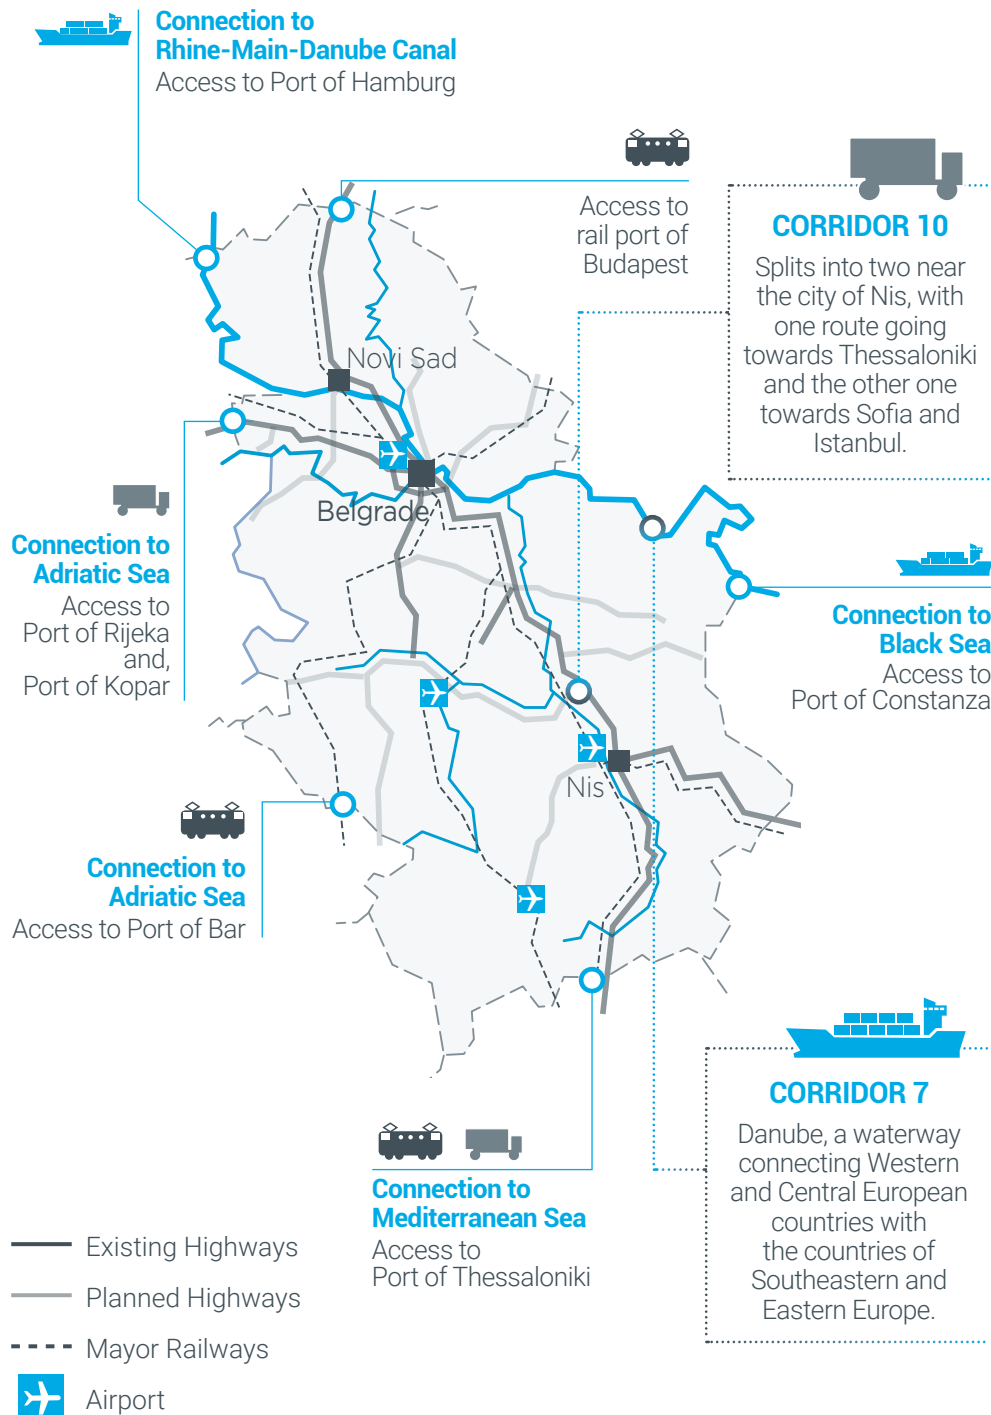 Connection to
Rhine-Main-Danube Canal
Access to Port of Hamburg
Access to
rail port of
Budapest
CORRIDOR 10
Splits into two near
the city of Nis, with
one route going
towards Thessaloniki
and the other one
towards Sofia and
Istanbul.
Novi Sad
Belgrade
Connection to
Adriatic Sea
Access to
Port of Rijeka
and,
Port of Kopar
Connection to
Black Sea
Access to
Port of Constanza
Nis
Connection to
Adriatic Sea
Access to Port of Bar
CORRIDOR 7
Danube, a waterway
connecting Western
and Central European
countries with
the countries of
Southeastern and
Eastern Europe.
Connection to
Mediterranean Sea
Access to
Port of Thessaloniki
Existing Highways
Planned Highways
Mayor Railways
Airport